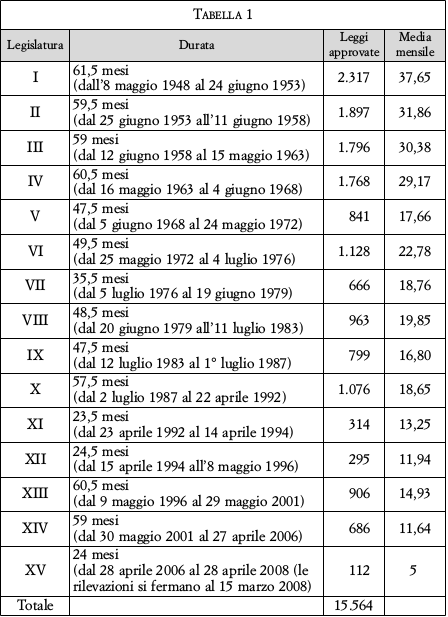 TABELLA 1
Legislatura Durata Leggi approvate Media mensile
I 61,5 mesi 2.317 37,65
(dall'8 maggio 1948 al 24 giugno 1953)
II 59,5 mesi 1.897 31,86
(dal 25 giugno 1953 all'11 giugno 1958)
III 59 mesi 1.796 30,38
(dal 12 giugno 1958 al 15 maggio 1963)
IV 60,5 mesi 1.768 29,17
(dal 16 maggio 1963 al 4 giugno 1968)
V 47,5 mesi 841 17,66
(dal 5 giugno 1968 al 24 maggio 1972)
VI 49,5 mesi 1.128 22,78
(dal 25 maggio 1972 al 4 luglio 1976)
VII 35,5 mesi 666 18,76
(dal 5 luglio 1976 al 19 giugno 1979)
VIII 48,5 mesi 963 19,85
(dal 20 giugno 1979 all'11 luglio 1983)
IX 47,5 mesi 799 16,80
(dal 12 luglio 1983 al 1° luglio 1987)
X 57,5 mesi 1.076 18,65
(dal 2 luglio 1987 al 22 aprile 1992)
XI 23,5 mesi 314 13,25
(dal 23 aprile 1992 al 14 aprile 1994)
XII 24,5 mesi 295 11,94
(dal 15 aprile 1994 all'8 maggio 1996)
XIII 60,5 mesi 906 14,93
(dal 9 maggio 1996 al 29 maggio 2001)
XIV 59 mesi 686 11,64
(dal 30 maggio 2001 al 27 aprile 2006)
XV 24 mesi 112 5
(dal 28 aprile 2006 al 28 aprile 2008 (le
rilevazioni si fermano al 15 marzo 2008)
Totale 15.564